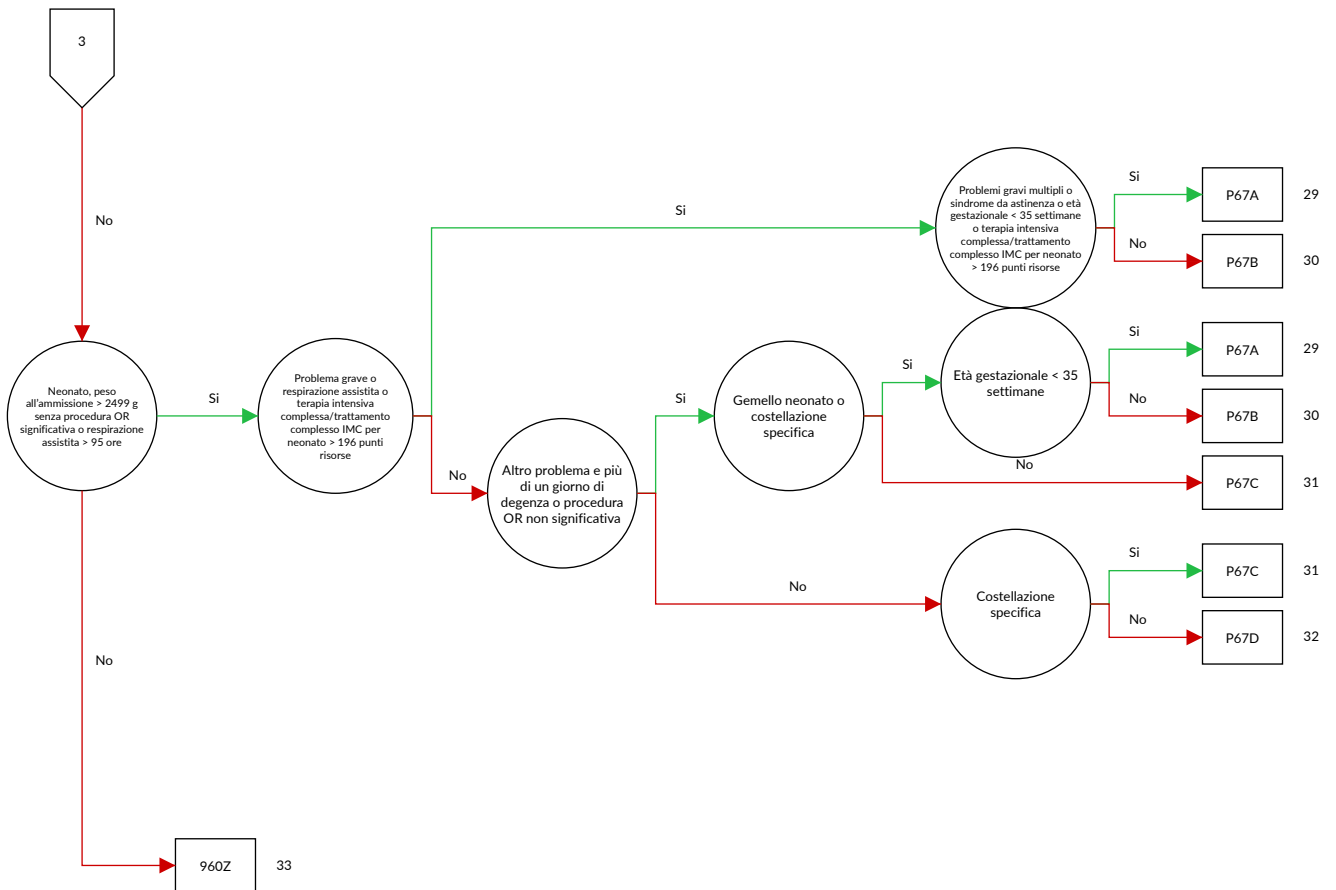 3
No
Neonato, peso
all'ammissione > 2499 g
senza procedura OR
significativa o respirazione
assistita > 95 ore
Si
Problema grave o
respirazione assistita o
terapia intensiva
complessa/trattamento
complesso IMC per
neonato > 196 punti
risorse
Si
Problemi gravi multipli o
sindrome da astinenza o età
gestazionale < 35 settimane
o terapia intensiva
complessa/trattamento
complesso IMC per neonato
> 196 punti risorse
Si
P67A
29
No
P67B
30
No
Altro problema e più
di un giorno di
degenza o procedura
OR non significativa
Si
Gemello neonato o
costellazione
specifica
Si
Età gestazionale < 35
settimane
Si
P67A
29
No
P67B
30
No
P67C
31
No
Costellazione
specifica
Si
P67C
31
No
P67D
32
No
960Z
33